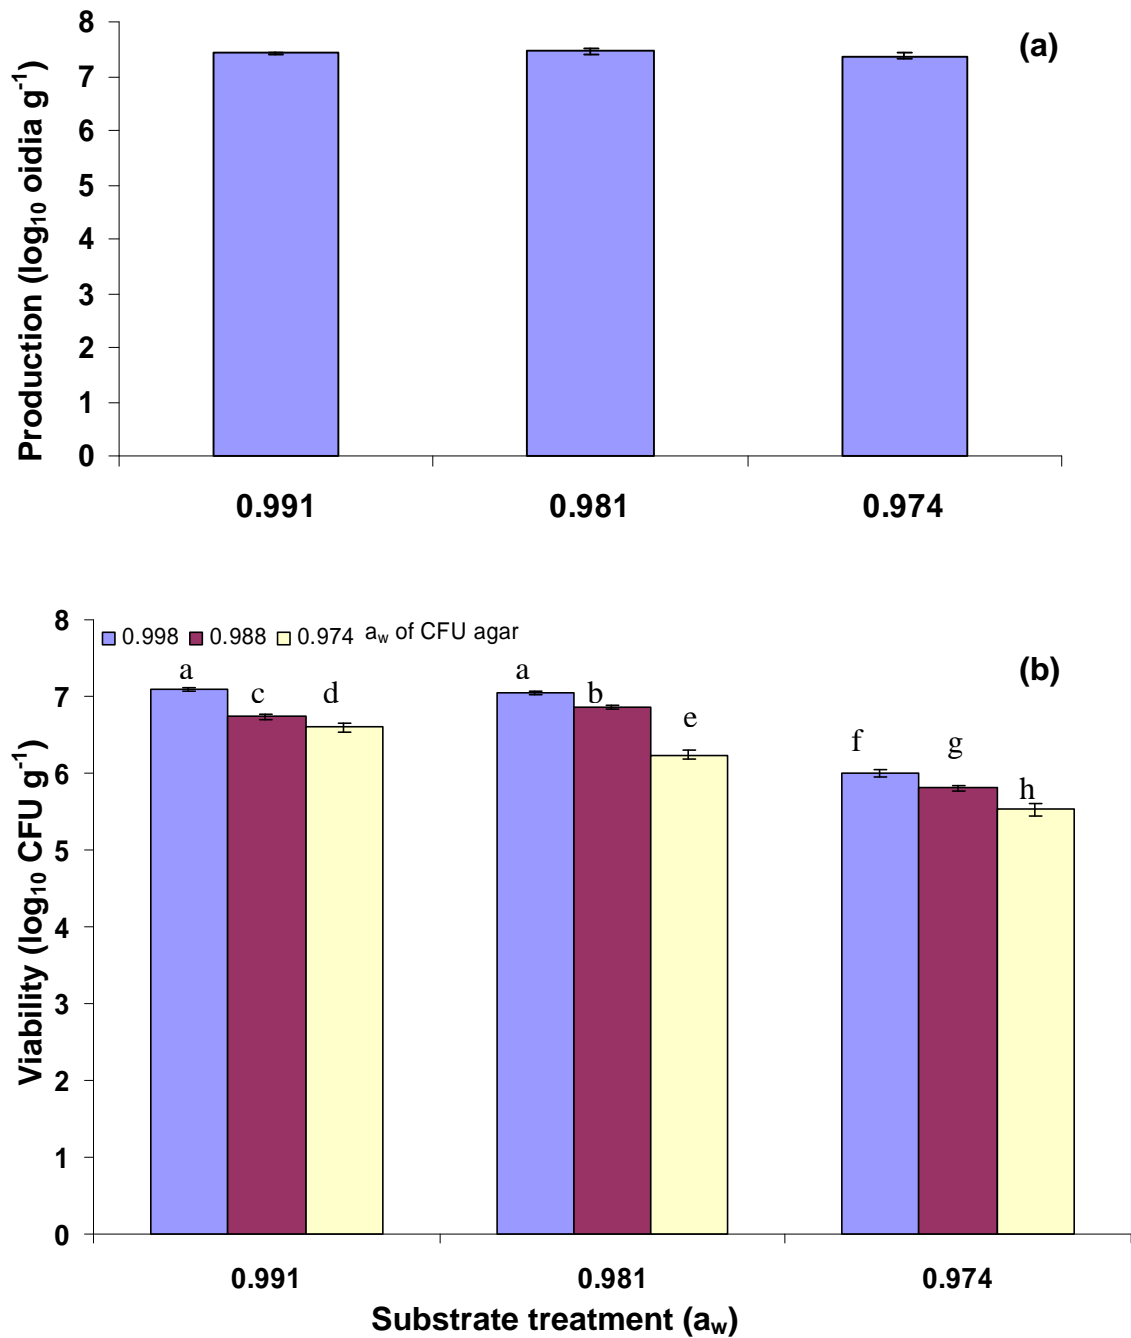 (a)
Production (log₁₀ oidia g⁻¹)
8
7
6
5
4
3
2
1
0
0.991 0.981 0.974
(b)
Viability (log₁₀ CFU g⁻¹)
8
7
6
5
4
3
2
1
0
0.998 0.988 0.974 a_w of CFU agar
a c d a b e f g h
0.991 0.981 0.974
Substrate treatment (a_w)